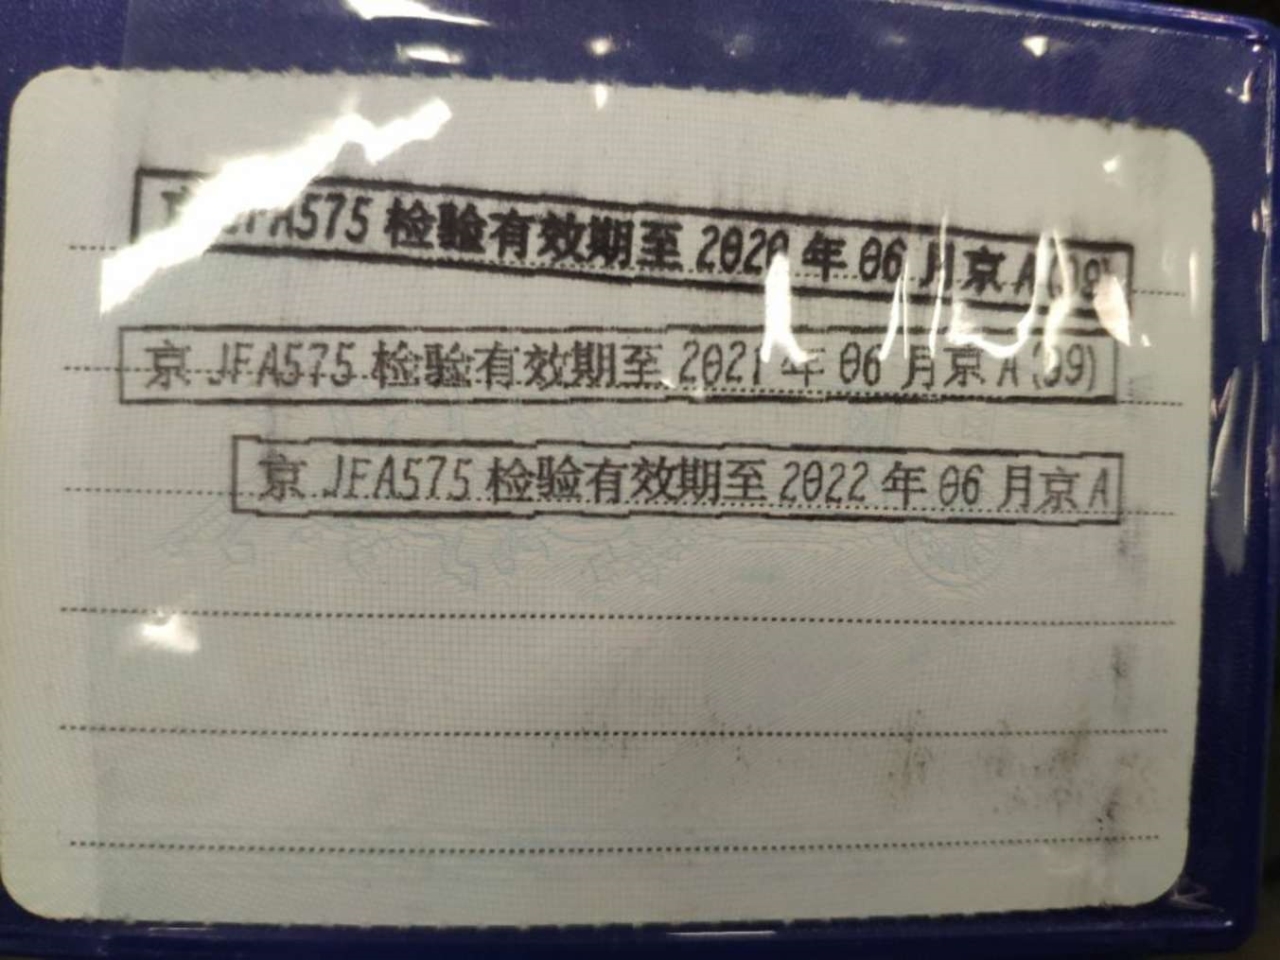 JFA575 检验有效期至 2020 年 06 月京 A(99)
京 JFA575 检验有效期至 2021 年 06 月京 A(99)
京 JFA575 检验有效期至 2022 年 06 月京 A